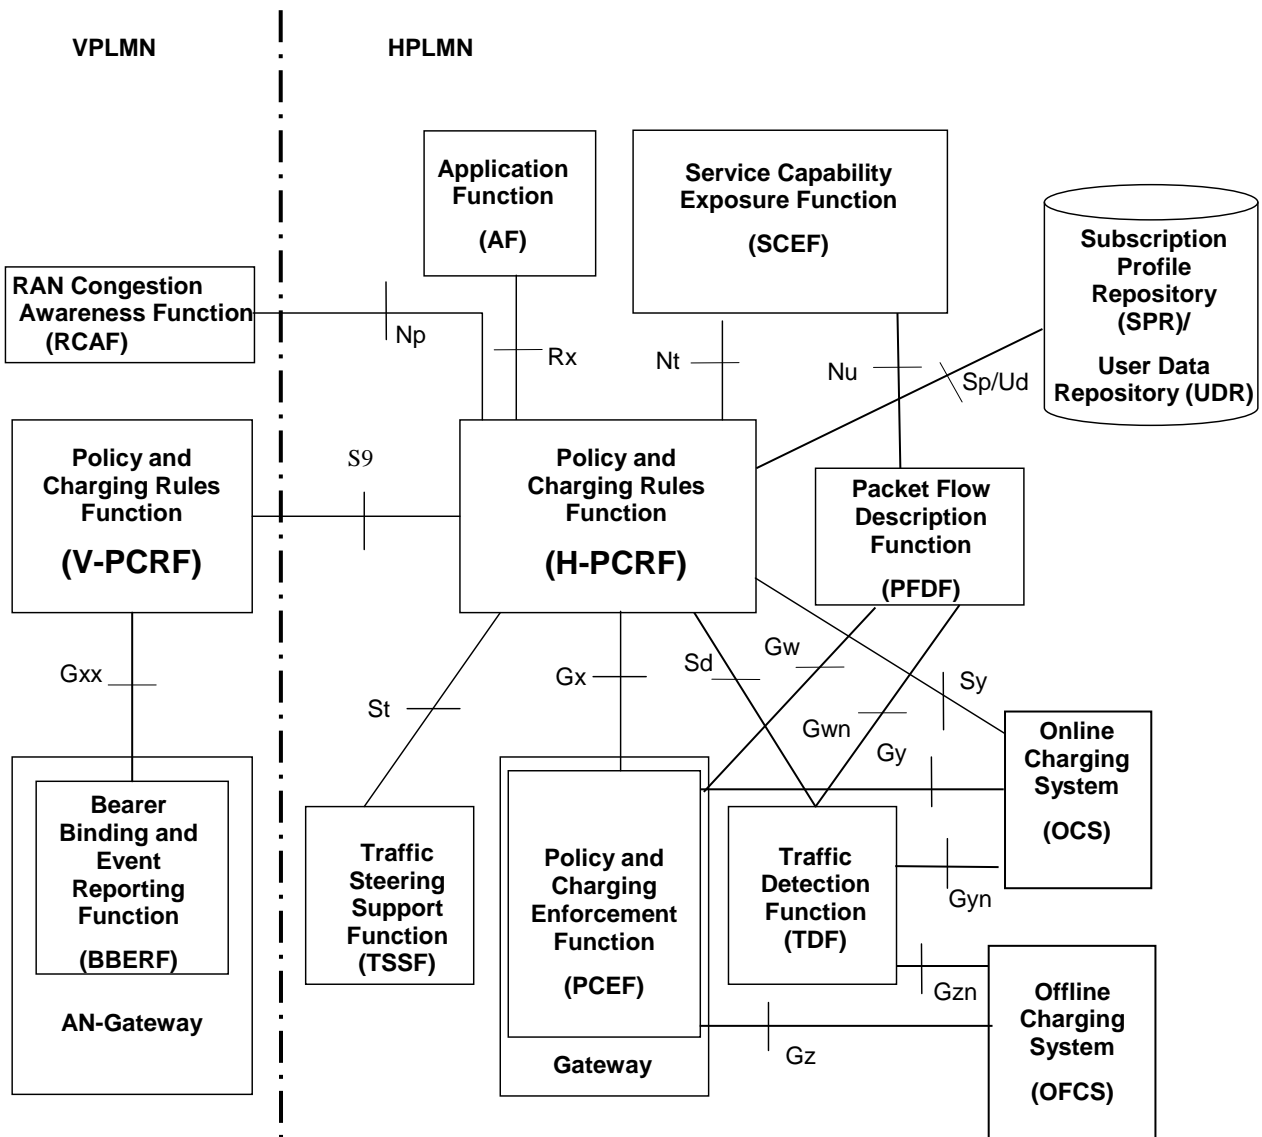 VPLMN
HPLMN
Application
Function
(AF)
Service Capability
Exposure Function
(SCEF)
Subscription
Profile
Repository
(SPR)/
User Data
Repository (UDR)
RAN Congestion
Awareness Function
(RCAF)
Np
Rx
Nt
Nu
Sp/Ud
Policy and
Charging Rules
Function
(V-PCRF)
S9
Policy and
Charging Rules
Function
(H-PCRF)
Packet Flow
Description
Function
(PFDF)
Gxx
St
Gx
Sd
Gw
Gwn
Sy
Gy
Bearer
Binding and
Event
Reporting
Function
(BBERF)
AN-Gateway
Traffic
Steering
Support
Function
(TSSF)
Policy and
Charging
Enforcement
Function
(PCEF)
Gateway
Traffic
Detection
Function
(TDF)
Online
Charging
System
(OCS)
Gyn
Gzn
Gz
Offline
Charging
System
(OFCS)